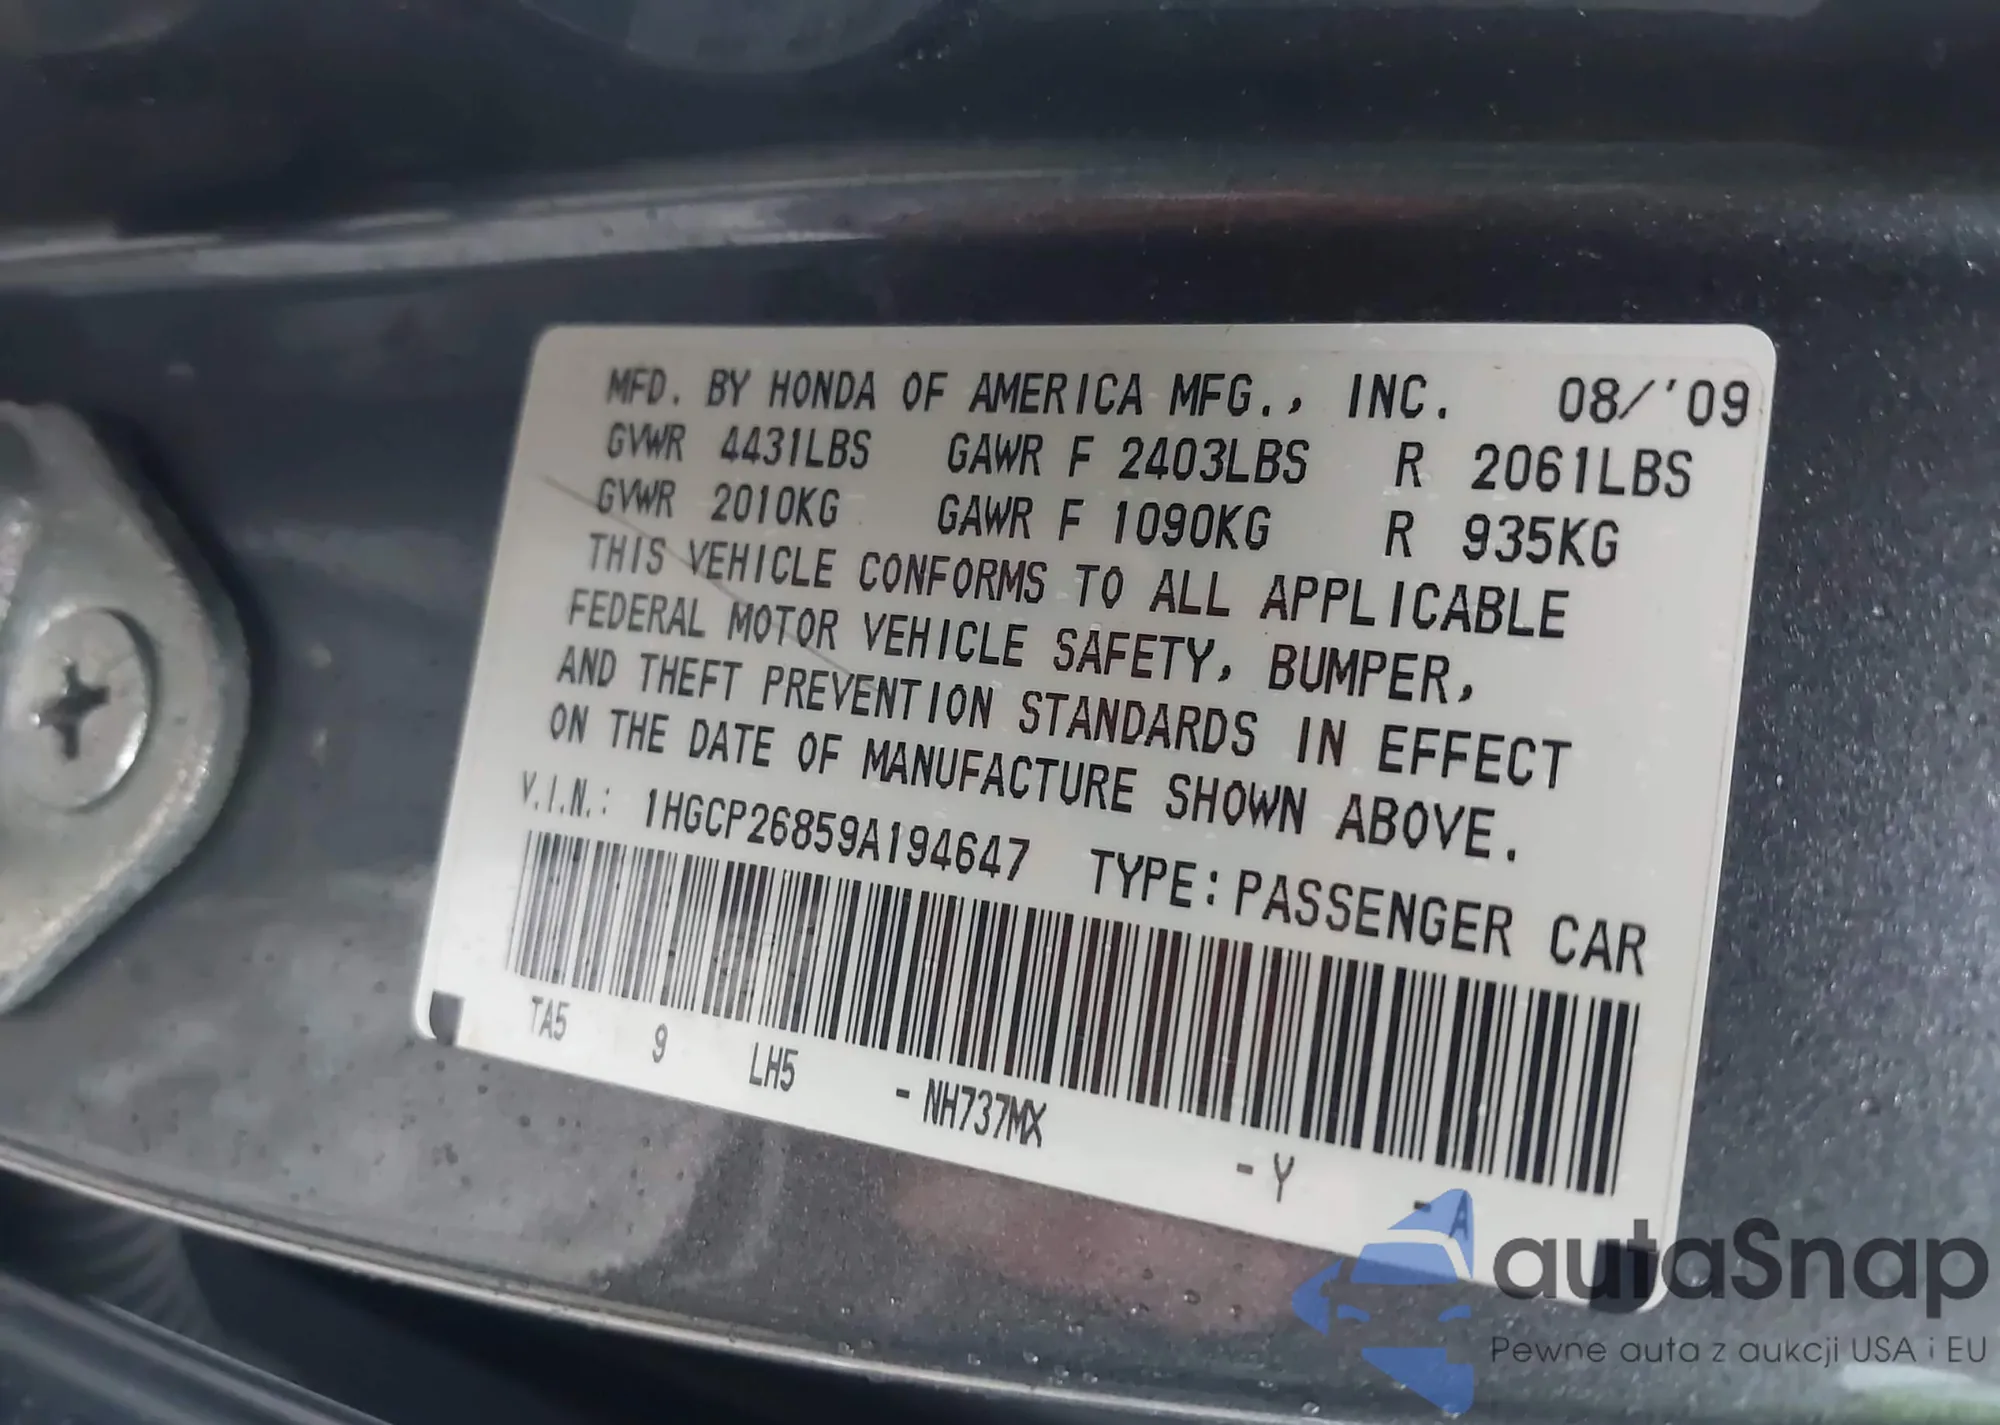 MFD. BY HONDA OF AMERICA MFG., INC. 08/'09
GVWR 4431LBS GAWR F 2403LBS R 2061LBS
GVWR 2010KG GAWR F 1090KG R 935KG
THIS VEHICLE CONFORMS TO ALL APPLICABLE
FEDERAL MOTOR VEHICLE SAFETY, BUMPER,
AND THEFT PREVENTION STANDARDS IN EFFECT
ON THE DATE OF MANUFACTURE SHOWN ABOVE.
V.I.N.: 1HGCP26859A194647 TYPE: PASSENGER CAR
TA5 9 LH5 - NH737MX - Y - A
autaSnap
Pewne auta z aukcji USA i EU